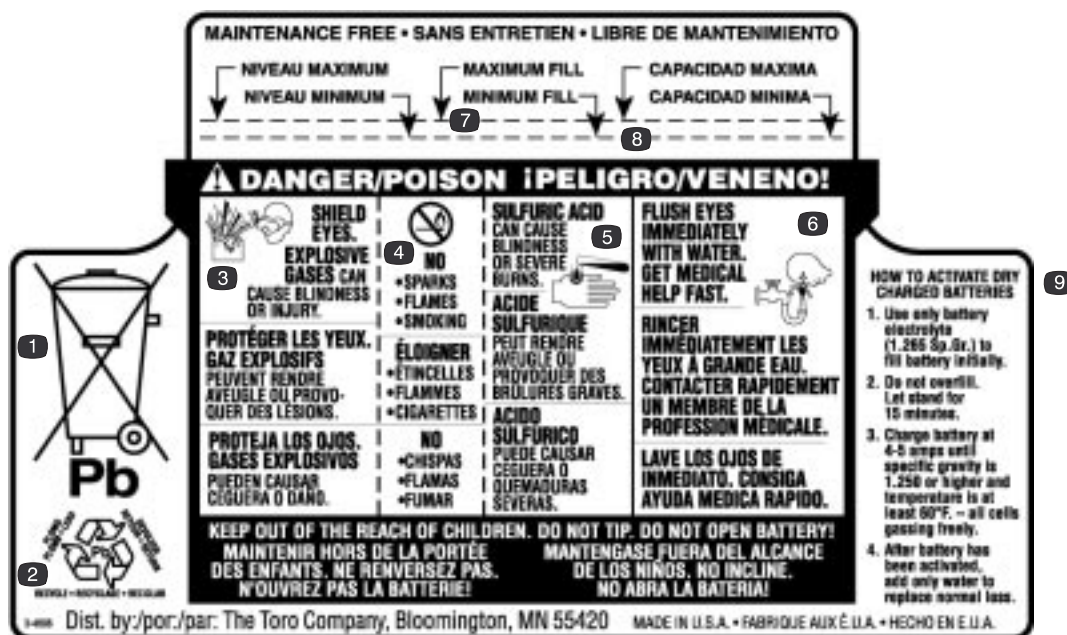 MAINTENANCE FREE • SANS ENTRETIEN • LIBRE DE MANTENIMIENTO
NIVEAU MAXIMUM
NIVEAU MINIMUM
MAXIMUM FILL
MINIMUM FILL
CAPACIDAD MAXIMA
CAPACIDAD MINIMA
7
8
DANGER/POISON ¡PELIGRO/VENENO!
SHIELD
EYES.
EXPLOSIVE
GASES CAN
CAUSE BLINDNESS
OR INJURY.
3
PROTÉGER LES YEUX.
GAZ EXPLOSIFS
PEUVENT RENDRE
AVEUGLE OU PROVO-
QUER DES LÉSIONS.
PROTEJA LOS OJOS.
GASES EXPLOSIVOS
PUEDEN CAUSAR
CEGUERA O DAÑO.
4
NO
•SPARKS
•FLAMES
•SMOKING
ÉLOIGNER
•ÉTINCELLES
•FLAMMES
•CIGARETTES
NO
•CHISPAS
•FLAMAS
•FUMAR
SULFURIC ACID
CAN CAUSE
BLINDNESS
OR SEVERE
BURNS.
5
ACIDE
SULFURIQUE
PEUT RENDRE
AVEUGLE OU
PROVOQUER DES
BRÛLURES GRAVES.
ACIDO
SULFURICO
PUEDE CAUSAR
CEGUERA O
QUEMADURAS
SEVERAS.
FLUSH EYES
IMMEDIATELY
WITH WATER.
GET MEDICAL
HELP FAST.
6
RINCER
IMMÉDIATEMENT LES
YEUX À GRANDE EAU.
CONTACTER RAPIDEMENT
UN MEMBRE DE LA
PROFESSION MÉDICALE.
LAVE LOS OJOS DE
INMEDIATO. CONSIGA
AYUDA MEDICA RAPIDO.
KEEP OUT OF THE REACH OF CHILDREN. DO NOT TIP. DO NOT OPEN BATTERY!
MAINTENIR HORS DE LA PORTÉE
DES ENFANTS. NE RENVERSEZ PAS.
N'OUVREZ PAS LA BATTERIE!
MANTENGASE FUERA DEL ALCANCE
DE LOS NIÑOS. NO INCLINE.
NO ABRA LA BATERIA!
1
Pb
2
RECYCLE • RECYCLAGE • RECICLAR
9
HOW TO ACTIVATE DRY
CHARGED BATTERIES
1. Use only battery
electrolyte
(1.265 Sp.Gr.) to
fill battery initially.
2. Do not overfill.
Let stand for
15 minutes.
3. Charge battery at
4-5 amps until
specific gravity is
1.250 or higher and
temperature is at
least 60°F. – all cells
gassing freely.
4. After battery has
been activated,
add only water to
replace normal loss.
Dist. by:/por:/par: The Toro Company, Bloomington, MN 55420
MADE IN U.S.A. • FABRIQUE AUX É.U.A. • HECHO EN E.U.A.